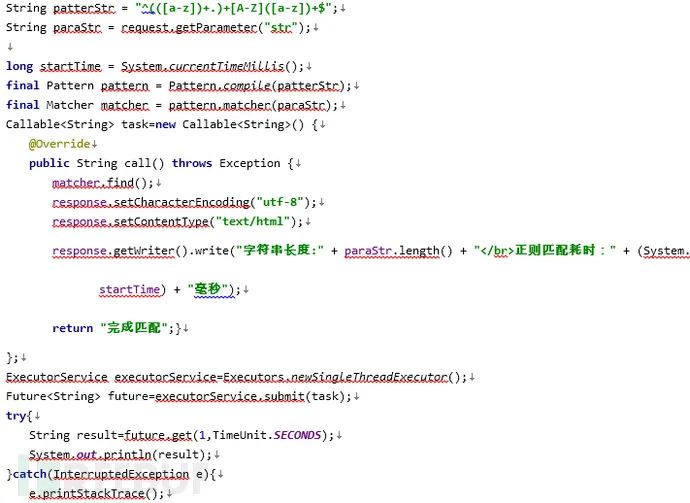 String patterStr = "^(([a-z])+.)+[A-Z]([a-z])+$";
String paraStr = request.getParameter("str");↓
↓
long startTime = System.currentTimeMillis();↓
final Pattern pattern = Pattern.compile(patterStr);↓
final Matcher matcher = pattern.matcher(paraStr);↓
Callable<String> task=new Callable<String>() {↓
@Override↓
public String call() throws Exception {↓
matcher.find();↓
response.setCharacterEncoding("utf-8");↓
response.setContentType("text/html");↓
response.getWriter().write("字符串长度:" + paraStr.length() + "</br>正则匹配耗时：" + (System.
startTime) + "毫秒");↓
return "完成匹配";}↓
};↓
ExecutorService executorService=Executors.newSingleThreadExecutor();↓
Future<String> future=executorService.submit(task);↓
try{↓
String result=future.get(1,TimeUnit.SECONDS);↓
System.out.println(result);↓
}catch(InterruptedException e){↓
e.printStackTrace();↓